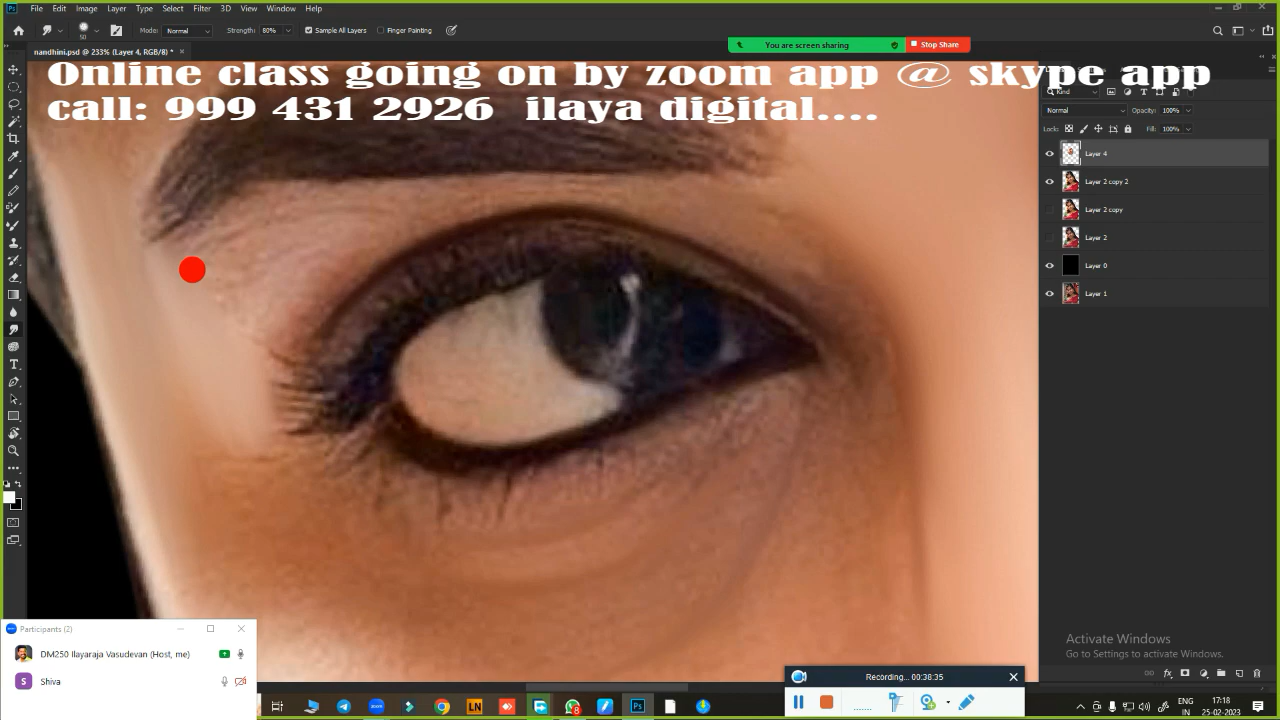 File Edit Image Layer Type Select Filter 3D View Window Help
50 Mode: Normal Strength: 80% Sample All Layers Finger Painting
nandhini.psd @ 233% (Layer 4, RGB/8) * ×
You are screen sharing Stop Share
Online class going on by zoom app @ skype app
call: 999 431 2926 ilaya digital....
Kind
Normal Opacity: 100%
Lock: Fill: 100%
Layer 4
Layer 2 copy 2
Layer 2 copy
Layer 2
Layer 0
Layer 1
Participants (2)
DM250 Ilayaraja Vasudevan (Host, me)
S Shiva
Activate Windows
Go to Settings to activate Windows.
Recording... 00:38:35
LN 8 Ps
ENG 17:18
IN 25-02-2023